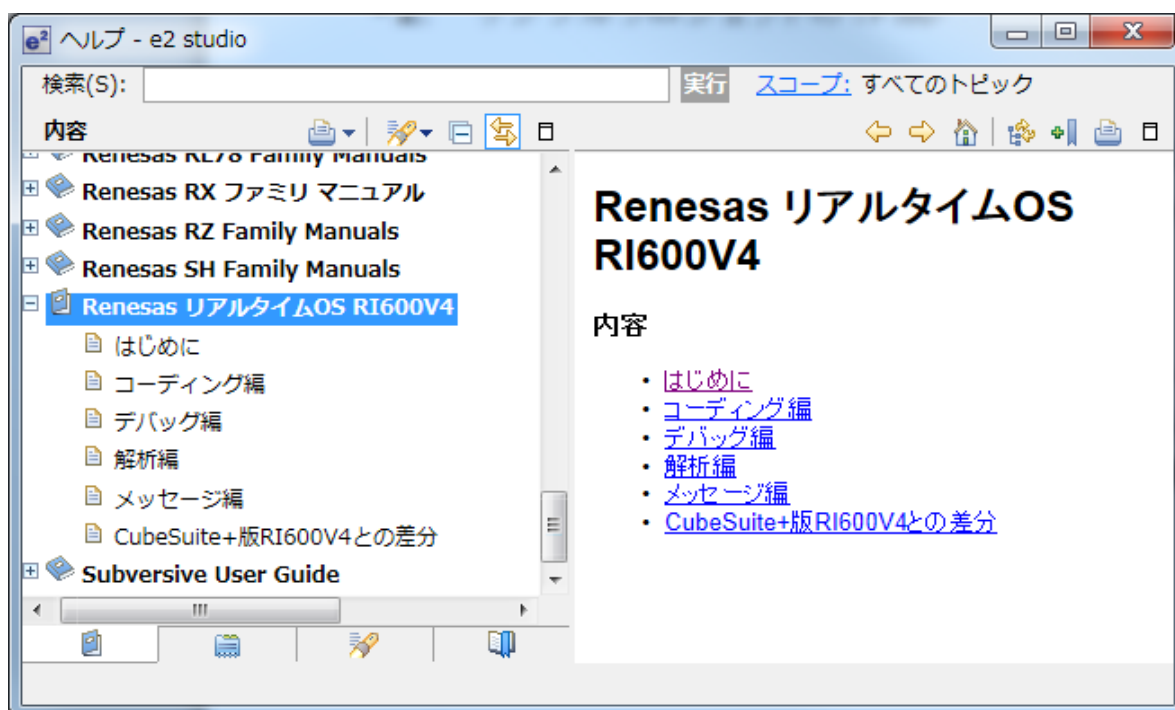 e² ヘルプ - e2 studio
検索(S): 実行 スコープ: すべてのトピック
内容
Renesas RL78 Family Manuals
Renesas RX ファミリ マニュアル
Renesas RZ Family Manuals
Renesas SH Family Manuals
Renesas リアルタイムOS RI600V4
はじめに
コーディング編
デバッグ編
解析編
メッセージ編
CubeSuite+版RI600V4との差分
Subversive User Guide
Renesas リアルタイムOS
RI600V4
内容
• はじめに
• コーディング編
• デバッグ編
• 解析編
• メッセージ編
• CubeSuite+版RI600V4との差分